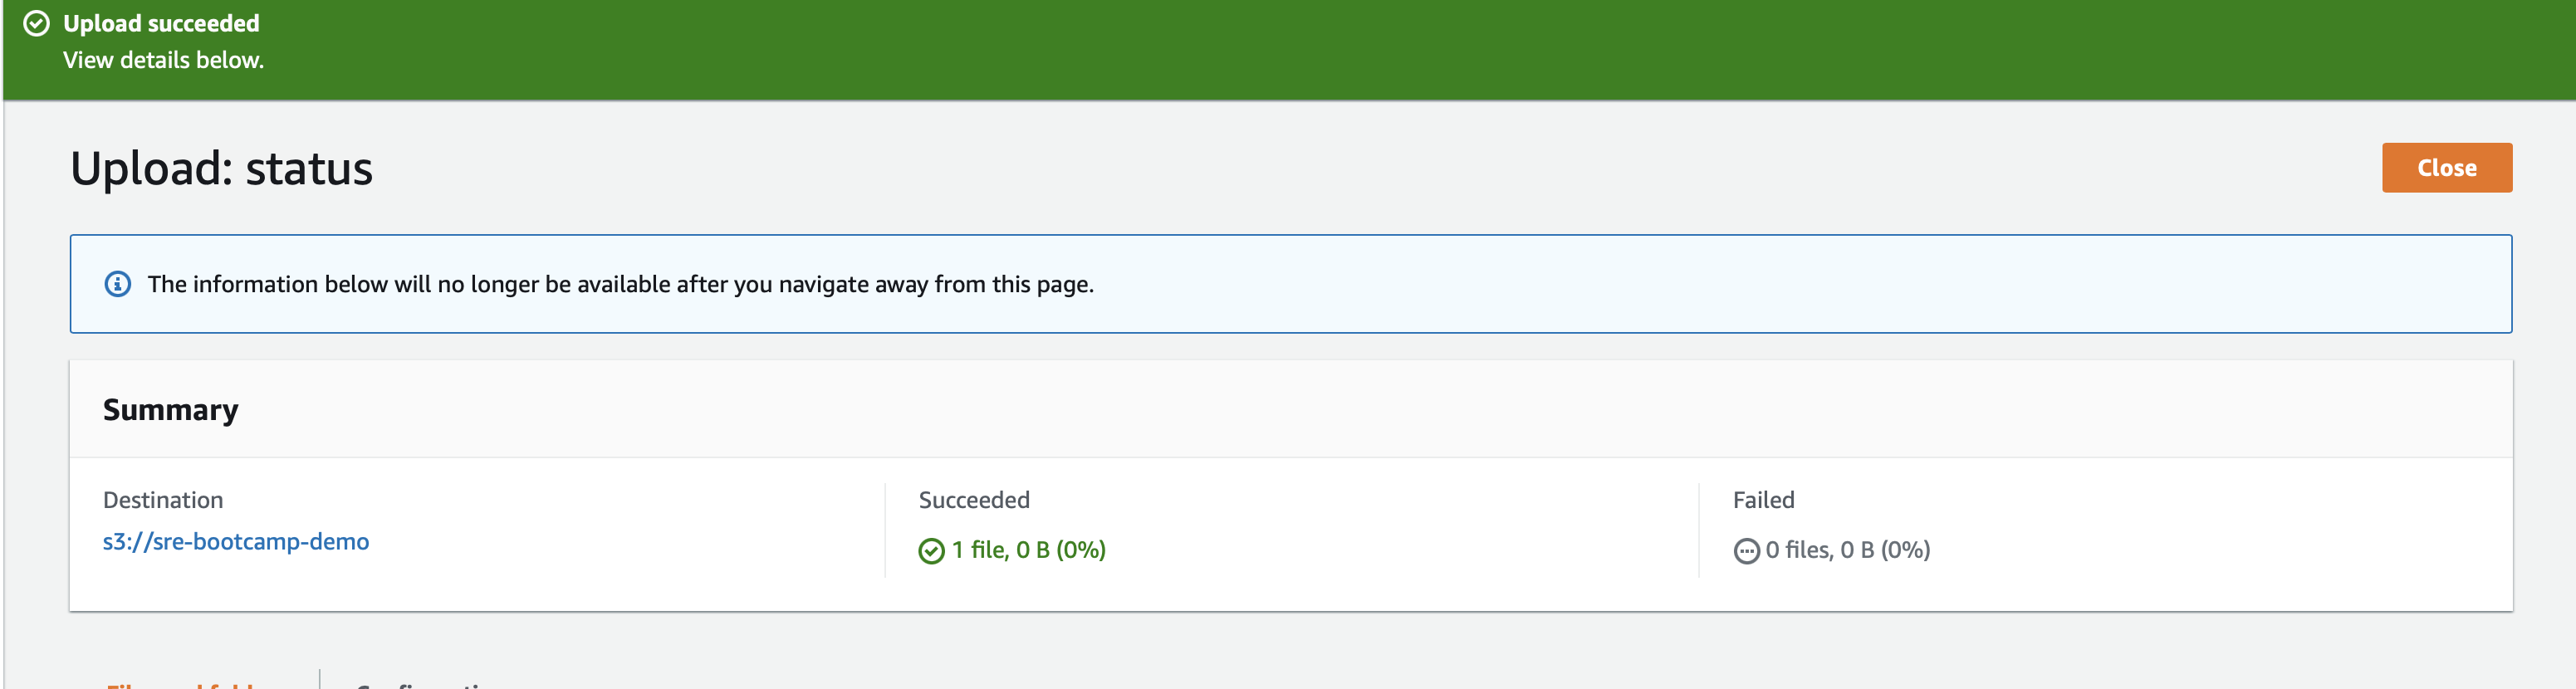 Upload succeeded
View details below.
Upload: status
Close
The information below will no longer be available after you navigate away from this page.
Summary
Destination
s3://sre-bootcamp-demo
Succeeded
1 file, 0 B (0%)
Failed
0 files, 0 B (0%)